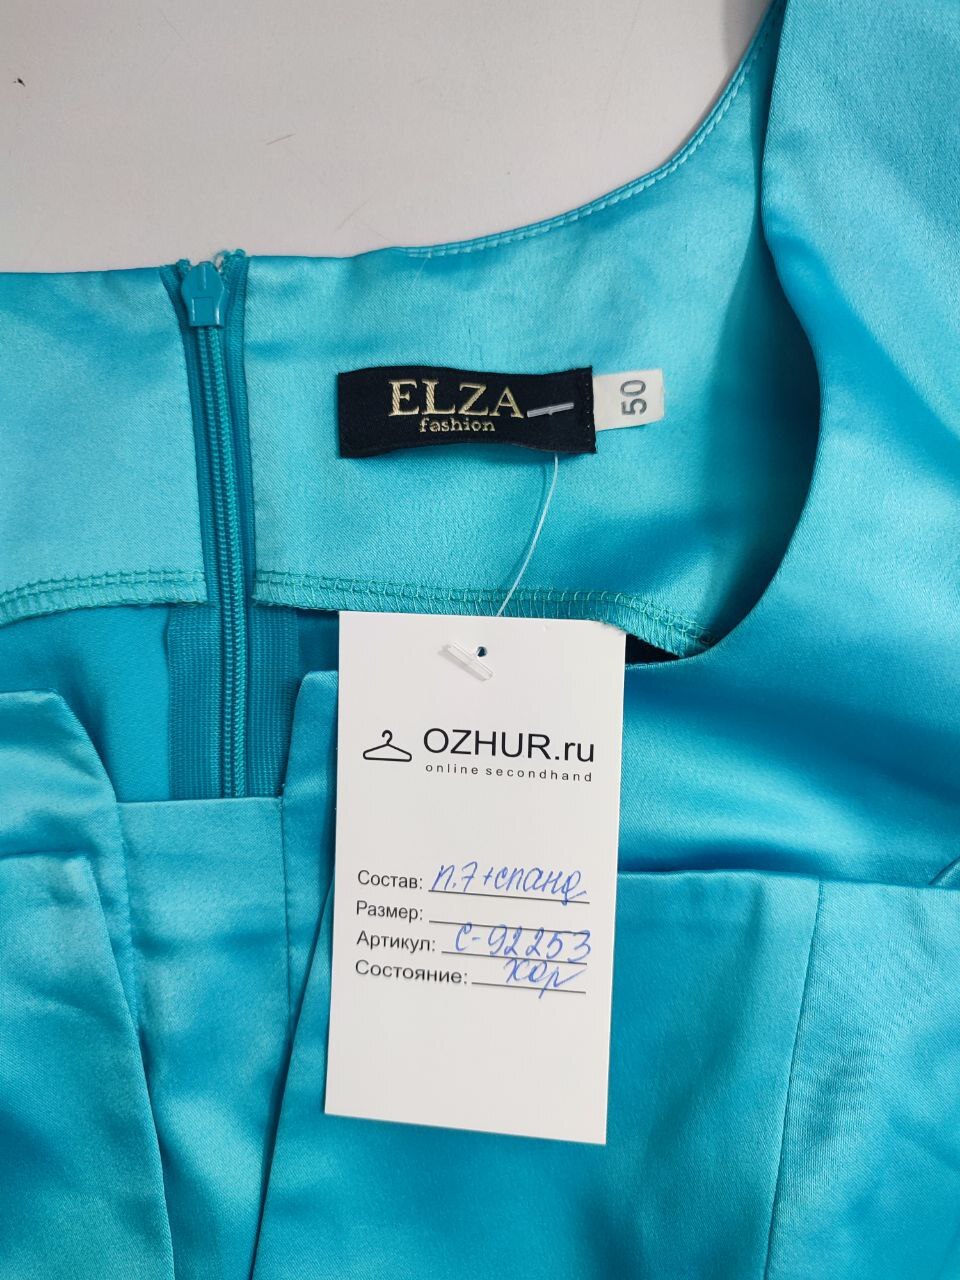 ELZA
fashion
50
OZHUR.ru
online secondhand
Состав: п.э+спанд
Размер:
Артикул: С-92253
Состояние: хор